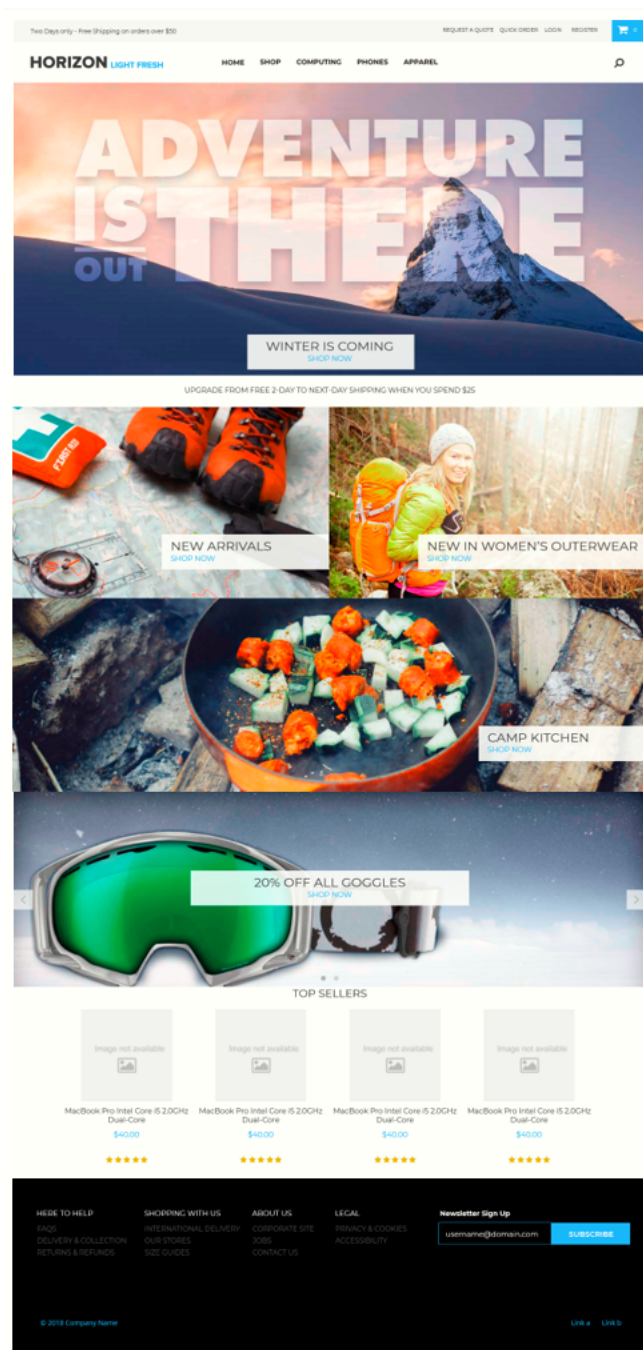 Two Days only - Free Shipping on orders over $50
REQUEST A QUOTE QUICK ORDER LOGIN REGISTER 0
HORIZON LIGHT FRESH
HOME SHOP COMPUTING PHONES APPAREL
ADVENTURE
IS THERE
OUT
WINTER IS COMING
SHOP NOW
UPGRADE FROM FREE 2-DAY TO NEXT-DAY SHIPPING WHEN YOU SPEND $25
FIRST AID
NEW ARRIVALS
SHOP NOW
NEW IN WOMEN'S OUTERWEAR
SHOP NOW
CAMP KITCHEN
SHOP NOW
20% OFF ALL GOGGLES
SHOP NOW
TOP SELLERS
Image not available Image not available Image not available Image not available
MacBook Pro Intel Core i5 2.0GHz MacBook Pro Intel Core i5 2.0GHz MacBook Pro Intel Core i5 2.0GHz MacBook Pro Intel Core i5 2.0GHz
Dual-Core Dual-Core Dual-Core Dual-Core
$40.00 $40.00 $40.00 $40.00
HERE TO HELP
FAQS
DELIVERY & COLLECTION
RETURNS & REFUNDS
SHOPPING WITH US
INTERNATIONAL DELIVERY
OUR STORES
SIZE GUIDES
ABOUT US
CORPORATE SITE
JOBS
CONTACT US
LEGAL
PRIVACY & COOKIES
ACCESSIBILITY
Newsletter Sign Up
username@domain.com SUBSCRIBE
© 2018 Company Name
Link a Link b